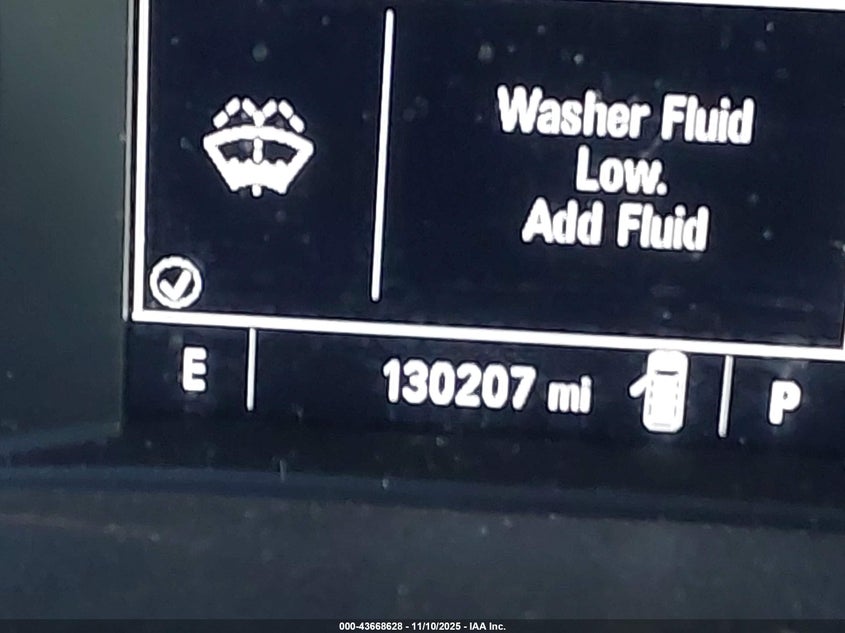 Washer Fluid
Low.
Add Fluid
E
130207 mi
P
000-43668628 - 11/10/2025 - IAA Inc.